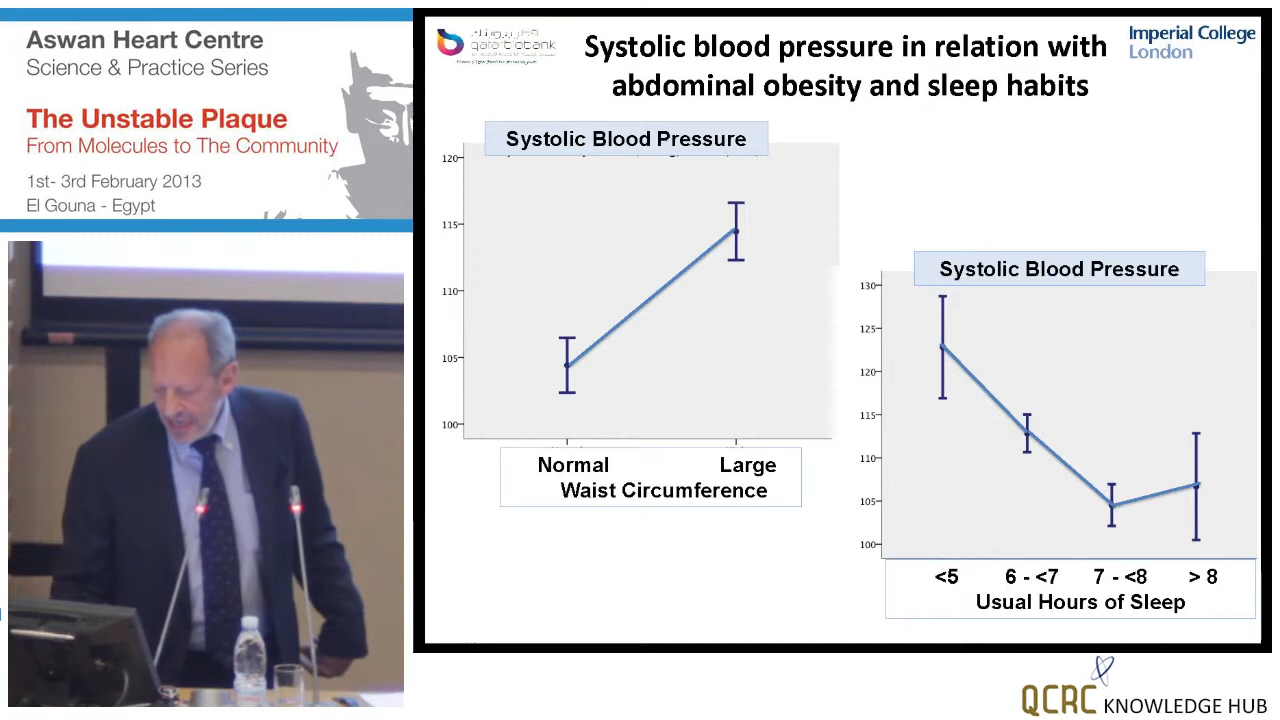 Aswan Heart Centre
Science & Practice Series
The Unstable Plaque
From Molecules to The Community
1st- 3rd February 2013
El Gouna - Egypt
qatar biobank
Imperial College
London
Systolic blood pressure in relation with
abdominal obesity and sleep habits
Systolic Blood Pressure
120
115
110
105
100
Normal Large
Waist Circumference
Systolic Blood Pressure
130
125
120
115
110
105
100
<5 6 - <7 7 - <8 > 8
Usual Hours of Sleep
QCRC KNOWLEDGE HUB